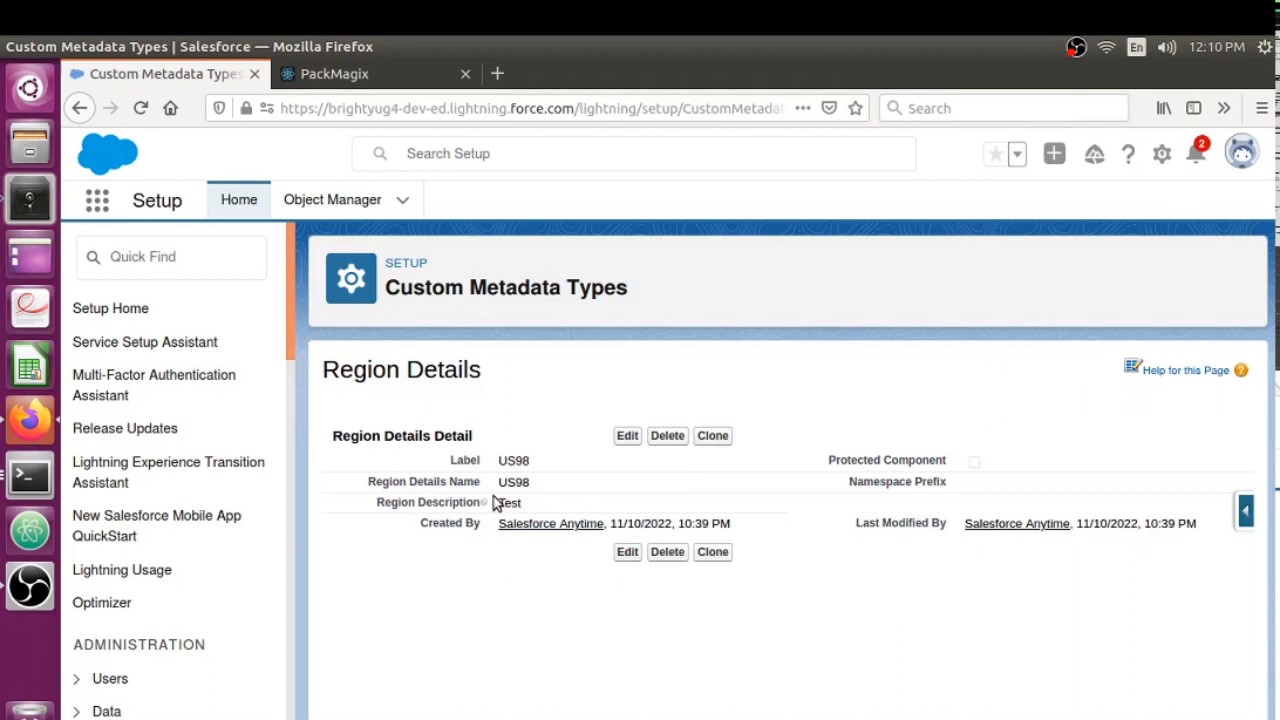 Custom Metadata Types | Salesforce — Mozilla Firefox
En
12:10 PM
Custom Metadata Types
PackMagix
https://brightyug4-dev-ed.lightning.force.com/lightning/setup/CustomMetadat
Search
Search Setup
2
Setup
Home
Object Manager
Quick Find
Setup Home
Service Setup Assistant
Multi-Factor Authentication
Assistant
Release Updates
Lightning Experience Transition
Assistant
New Salesforce Mobile App
QuickStart
Lightning Usage
Optimizer
ADMINISTRATION
Users
Data
SETUP
Custom Metadata Types
Region Details
Help for this Page
Region Details Detail
Edit Delete Clone
Label US98 Protected Component
Region Details Name US98 Namespace Prefix
Region Description Test
Created By Salesforce Anytime, 11/10/2022, 10:39 PM Last Modified By Salesforce Anytime, 11/10/2022, 10:39 PM
Edit Delete Clone